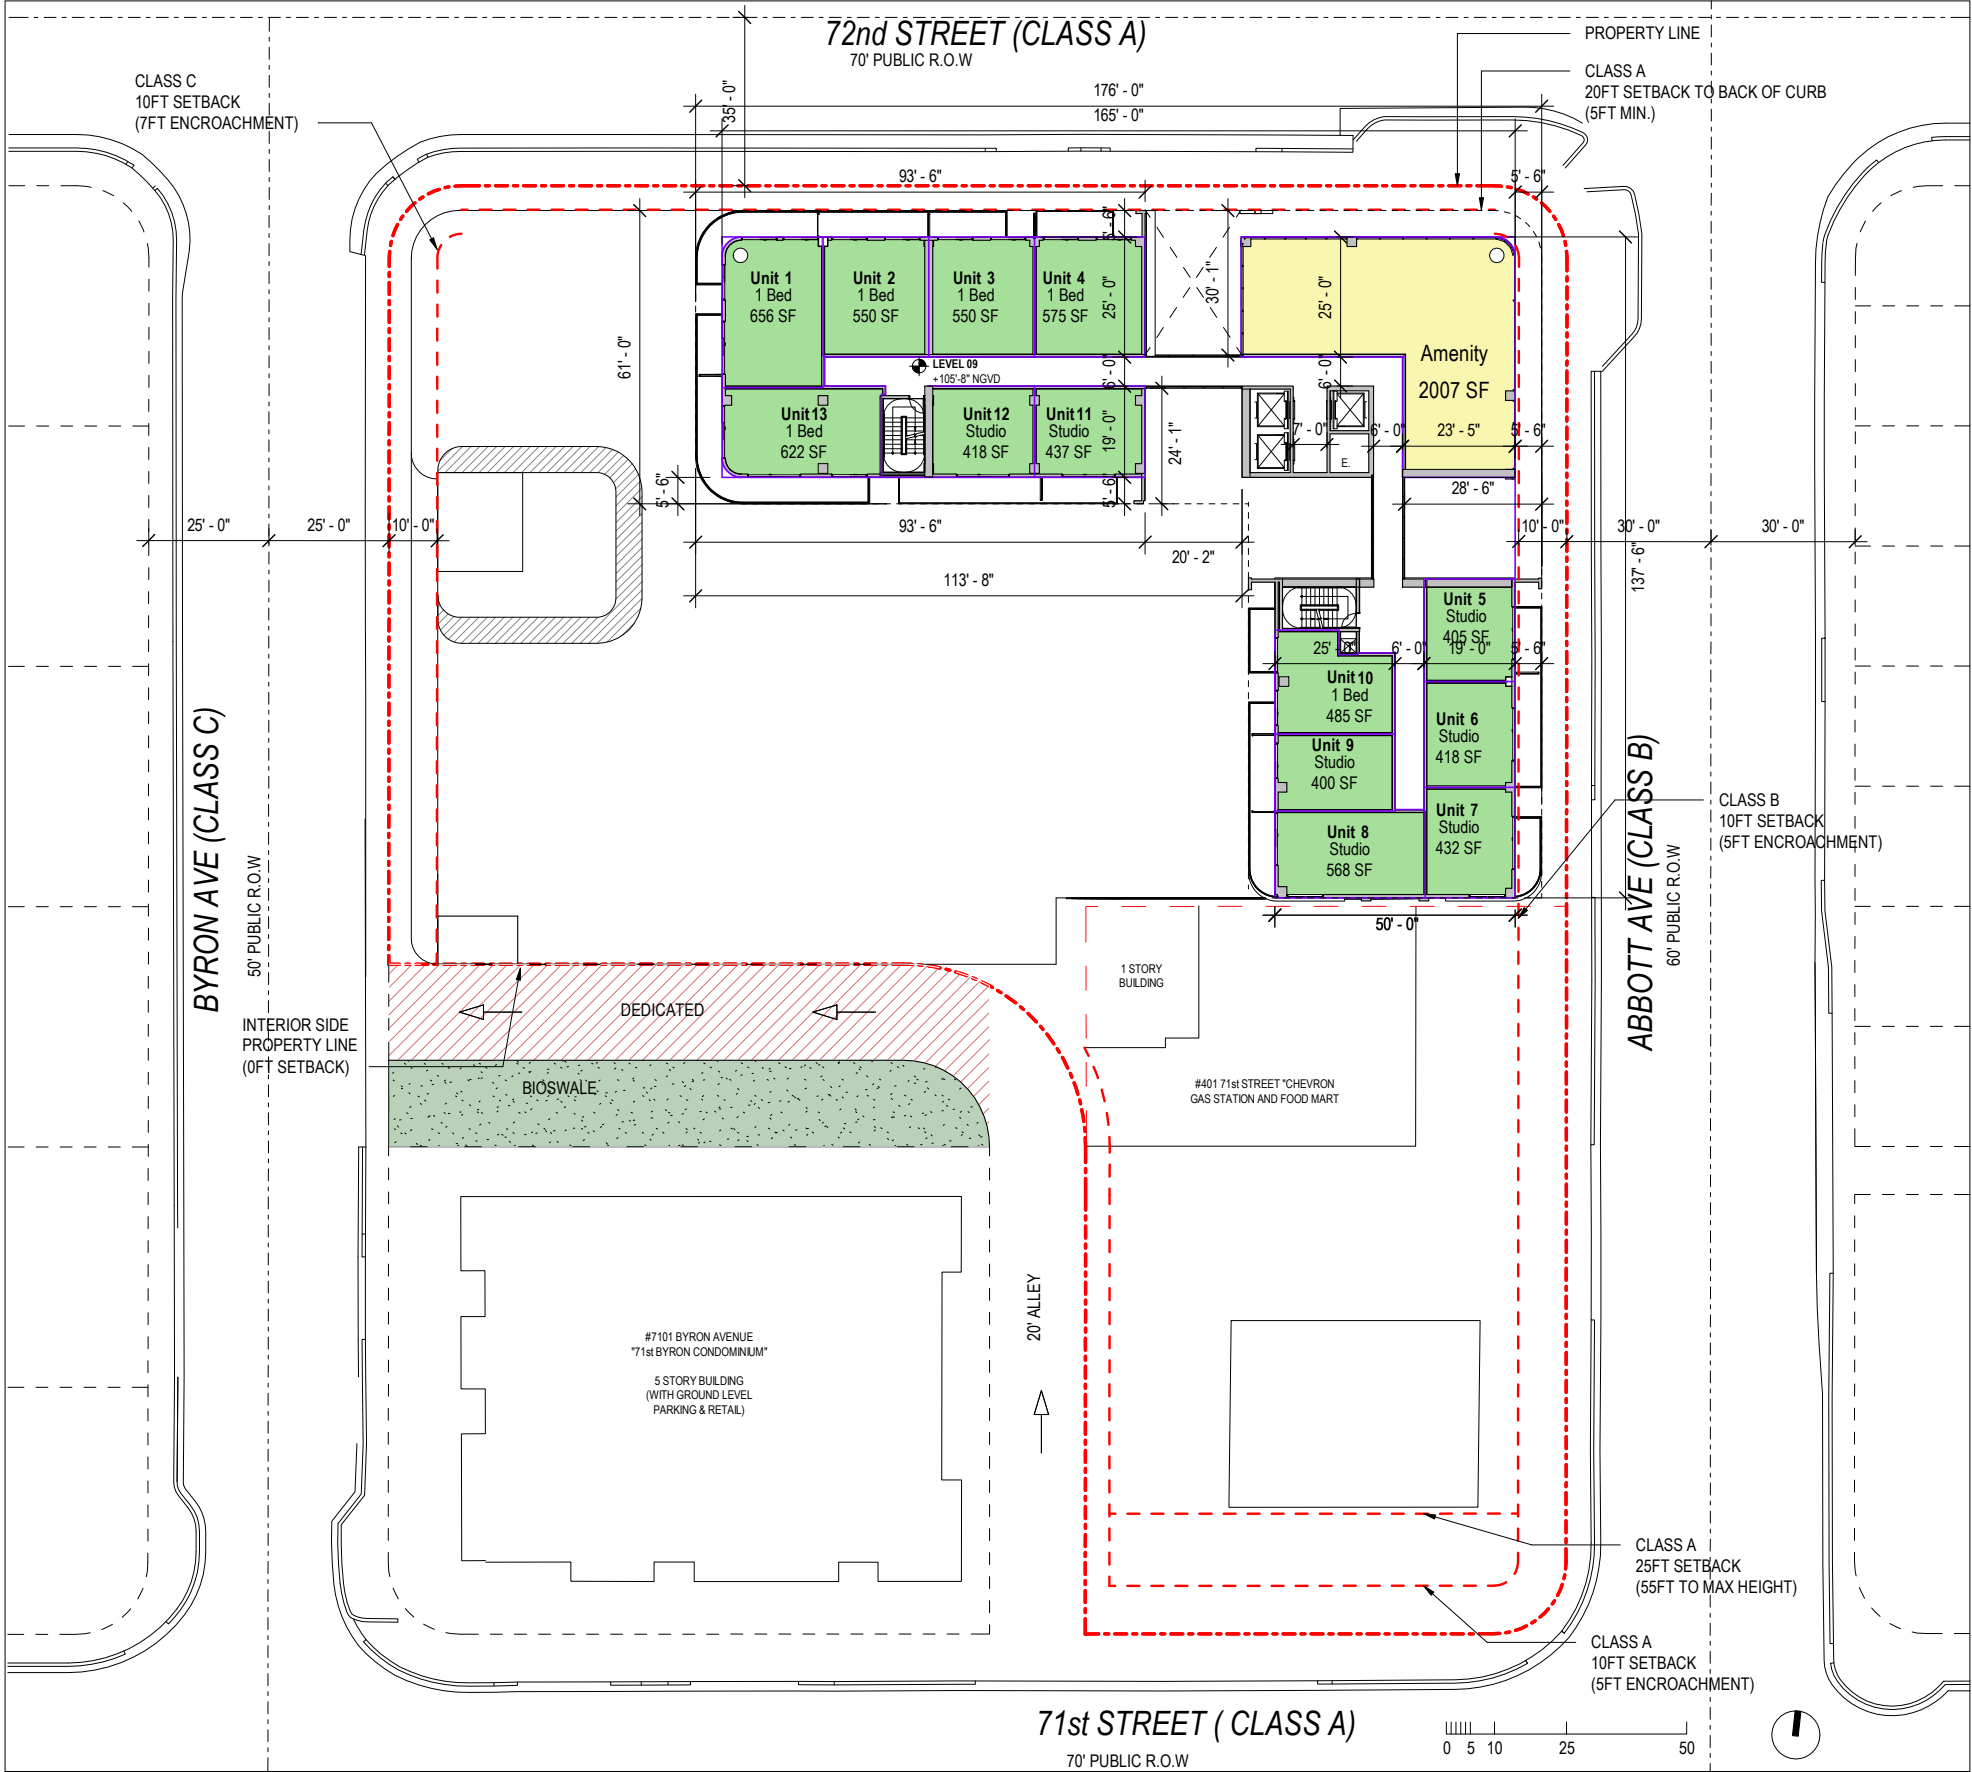 72nd STREET (CLASS A)
70' PUBLIC R.O.W
PROPERTY LINE
CLASS A
20FT SETBACK TO BACK OF CURB
(5FT MIN.)
CLASS C
10FT SETBACK
(7FT ENCROACHMENT)
35' - 0"
176' - 0"
165' - 0"
93' - 6"
5' - 6"
5' - 6"
61' - 0"
Unit 1
1 Bed
656 SF
Unit 2
1 Bed
550 SF
Unit 3
1 Bed
550 SF
Unit 4
1 Bed
575 SF
25' - 0"
30' - 1"
25' - 0"
Amenity
2007 SF
LEVEL 09
+105'-8" NGVD
6' - 0"
6' - 0"
Unit 13
1 Bed
622 SF
Unit 12
Studio
418 SF
Unit 11
Studio
437 SF
19' - 0"
24' - 1"
7' - 0"
6' - 0"
23' - 5"
5' - 6"
E.
5' - 6"
5' - 6"
28' - 6"
25' - 0"
25' - 0"
10' - 0"
93' - 6"
20' - 2"
113' - 8"
10' - 0"
30' - 0"
30' - 0"
137' - 6"
Unit 5
Studio
405 SF
25' - 0"
6' - 0"
19' - 0"
5' - 6"
Unit 10
1 Bed
485 SF
Unit 6
Studio
418 SF
Unit 9
Studio
400 SF
Unit 7
Studio
432 SF
Unit 8
Studio
568 SF
50' - 0"
BYRON AVE (CLASS C)
50' PUBLIC R.O.W
ABBOTT AVE (CLASS B)
60' PUBLIC R.O.W
CLASS B
10FT SETBACK
(5FT ENCROACHMENT)
1 STORY
BUILDING
DEDICATED
INTERIOR SIDE
PROPERTY LINE
(0FT SETBACK)
BIOSWALE
#401 71st STREET "CHEVRON
GAS STATION AND FOOD MART
20' ALLEY
#7101 BYRON AVENUE
"71st BYRON CONDOMINIUM"
5 STORY BUILDING
(WITH GROUND LEVEL
PARKING & RETAIL)
CLASS A
25FT SETBACK
(55FT TO MAX HEIGHT)
CLASS A
10FT SETBACK
(5FT ENCROACHMENT)
71st STREET ( CLASS A)
70' PUBLIC R.O.W
0 5 10 25 50